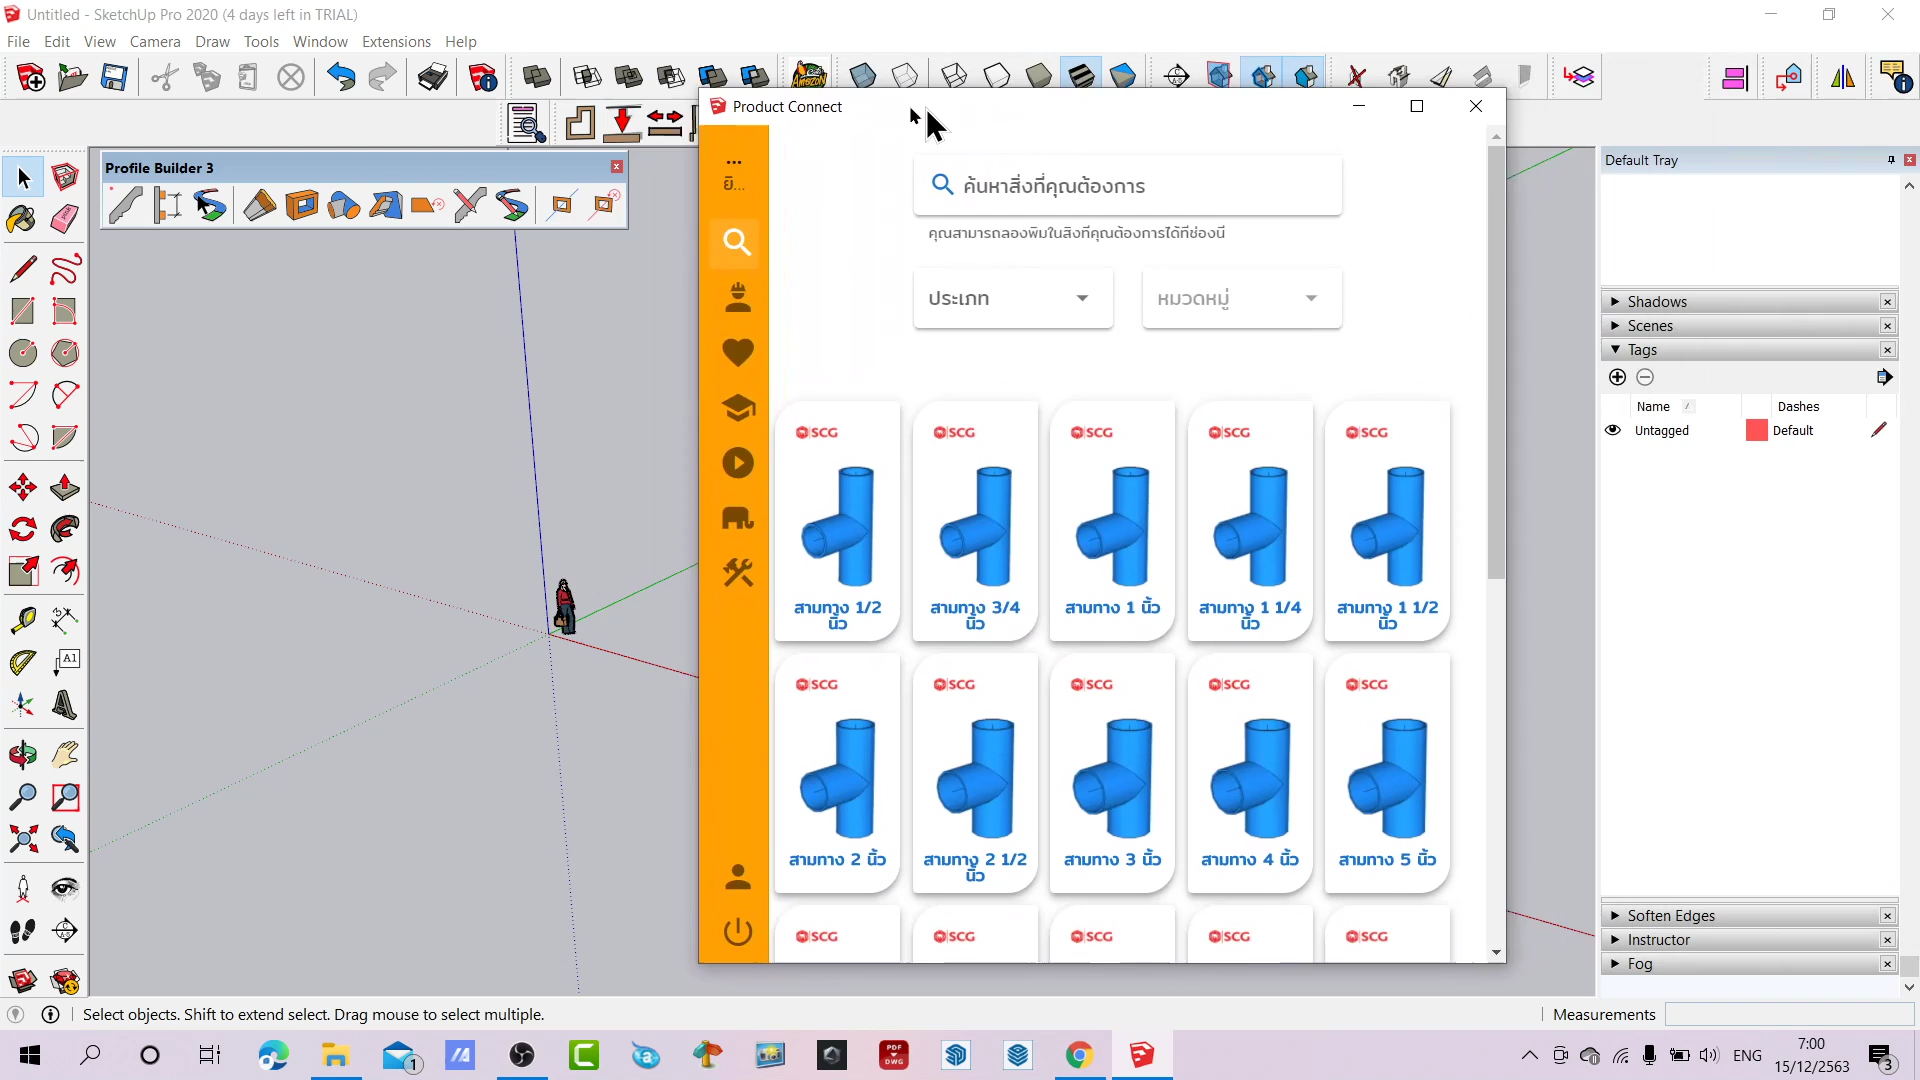 Untitled - SketchUp Pro 2020 (4 days left in TRIAL)
File Edit View Camera Draw Tools Window Extensions Help
AMAZON
Product Connect
Profile Builder 3
...
ยิ...
ค้นหาสิ่งที่คุณต้องการ
คุณสามารถลองพิมในสิ่งที่คุณต้องการได้ที่ช่องนี้
ประเภท
หมวดหมู่
SCG SCG SCG SCG SCG
สามทาง 1/2 นิ้ว
สามทาง 3/4 นิ้ว
สามทาง 1 นิ้ว
สามทาง 1 1/4 นิ้ว
สามทาง 1 1/2 นิ้ว
SCG SCG SCG SCG SCG
สามทาง 2 นิ้ว
สามทาง 2 1/2 นิ้ว
สามทาง 3 นิ้ว
สามทาง 4 นิ้ว
สามทาง 5 นิ้ว
SCG SCG SCG SCG SCG
A1
Default Tray
Shadows
Scenes
Tags
Name Dashes
Untagged Default
Soften Edges
Instructor
Fog
Select objects. Shift to extend select. Drag mouse to select multiple.
Measurements
1
PDF
DWG
ENG
7:00
15/12/2563
3